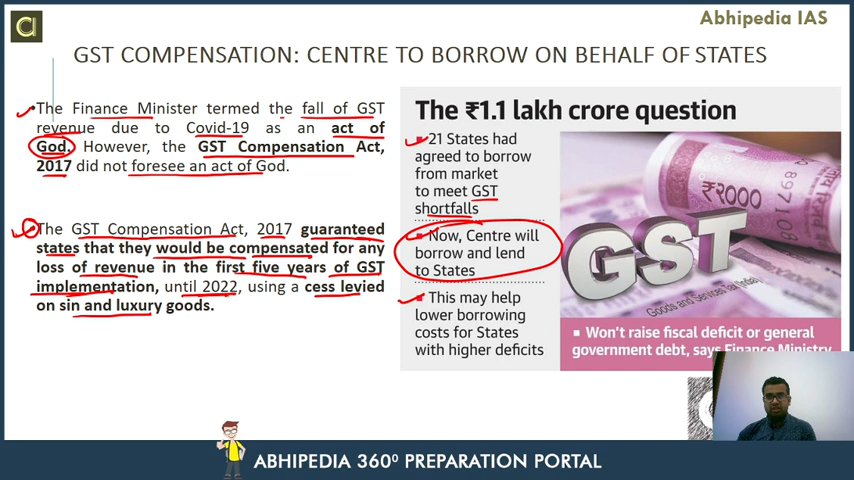 Abhipedia IAS
GST COMPENSATION: CENTRE TO BORROW ON BEHALF OF STATES
•The Finance Minister termed the fall of GST
revenue due to Covid-19 as an act of
God. However, the GST Compensation Act,
2017 did not foresee an act of God.
The GST Compensation Act, 2017 guaranteed
states that they would be compensated for any
loss of revenue in the first five years of GST
implementation, until 2022, using a cess levied
on sin and luxury goods.
The ₹1.1 lakh crore question
21 States had
agreed to borrow
from market
to meet GST
shortfalls
Now, Centre will
borrow and lend
to States
This may help
lower borrowing
costs for States
with higher deficits
₹2000
897108
GST
Goods and Services Tax (India)
Won't raise fiscal deficit or general
government debt, says Finance Ministry
ABHIPEDIA 360⁰ PREPARATION PORTAL